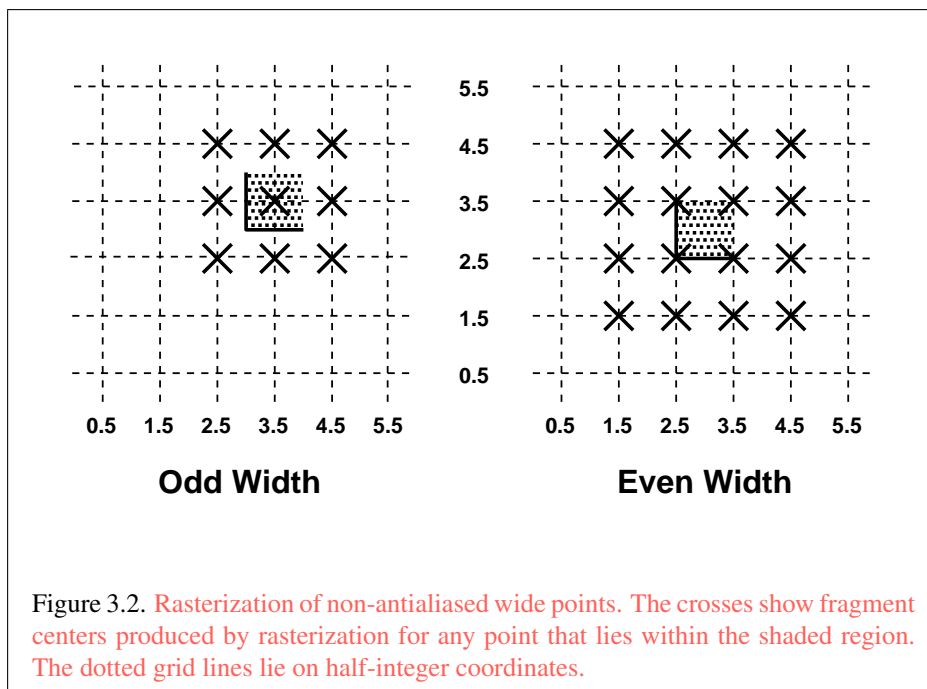 5.5
4.5
3.5
2.5
1.5
0.5
0.5 1.5 2.5 3.5 4.5 5.5 0.5 1.5 2.5 3.5 4.5 5.5
Odd Width Even Width
Figure 3.2. Rasterization of non-antialiased wide points. The crosses show fragment
centers produced by rasterization for any point that lies within the shaded region.
The dotted grid lines lie on half-integer coordinates.